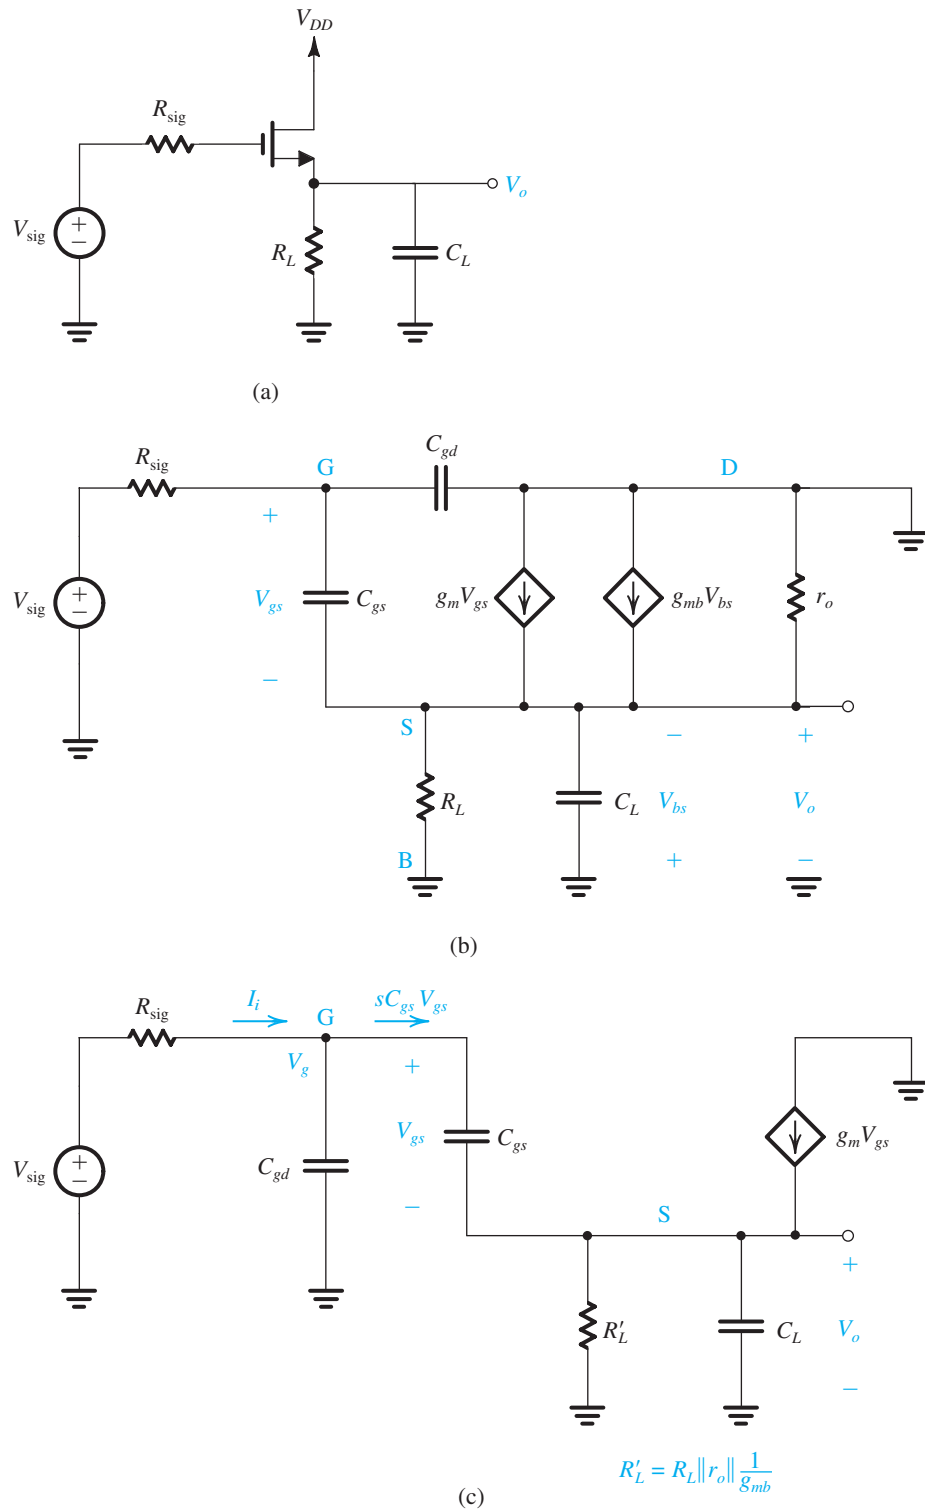 V_DD
R_sig
V_sig
+
−
R_L
C_L
V_o
(a)
R_sig
G
C_gd
D
+
V_gs
−
C_gs
g_m V_gs
g_mb V_bs
r_o
V_sig
+
−
S
R_L
B
C_L
−
V_bs
+
+
V_o
−
(b)
R_sig
I_i
G
sC_gs V_gs
V_g
+
V_gs
−
C_gs
C_gd
V_sig
+
−
g_m V_gs
S
R′_L
C_L
+
V_o
−
R′_L = R_L ∥ r_o ∥ 1/g_mb
(c)